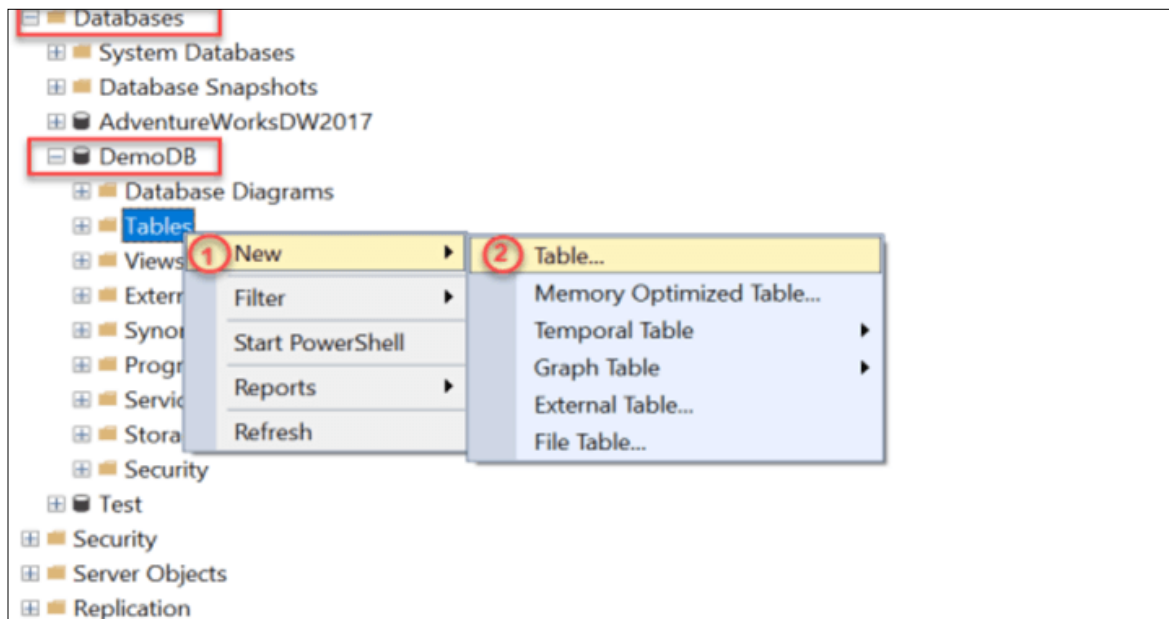 Databases
System Databases
Database Snapshots
AdventureWorksDW2017
DemoDB
Database Diagrams
Tables
1 New 2 Table...
Views
Memory Optimized Table...
Extern Filter
Temporal Table
Synor Start PowerShell
Graph Table
Progr Reports
External Table...
Servic
Stora Refresh File Table...
Security
Test
Security
Server Objects
Replication